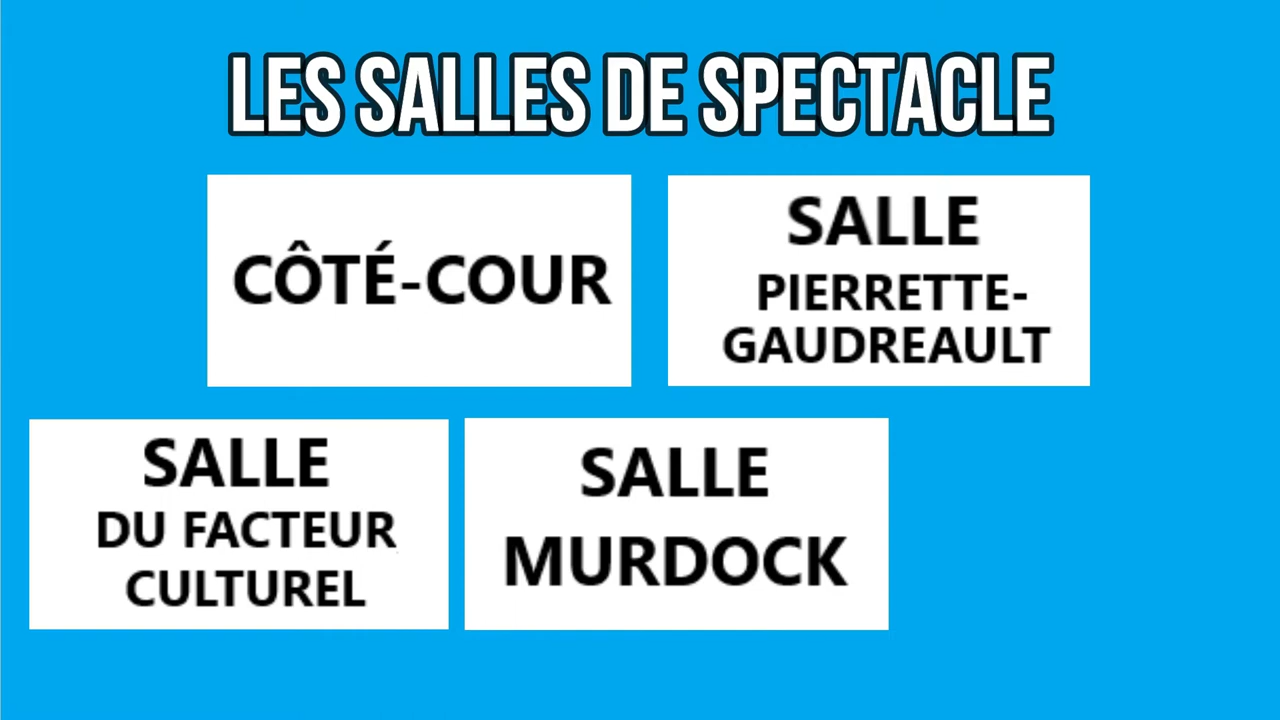 LES SALLES DE SPECTACLE
CÔTÉ-COUR
SALLE
PIERRETTE-
GAUDREAULT
SALLE
DU FACTEUR
CULTUREL
SALLE
MURDOCK